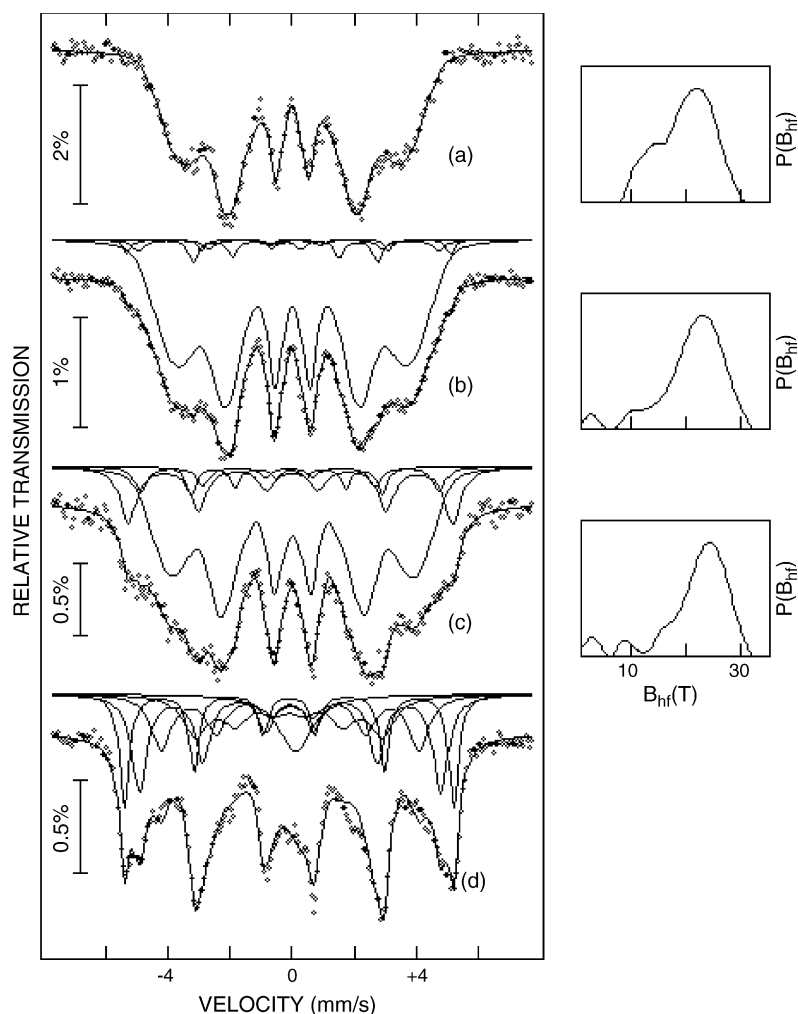 RELATIVE TRANSMISSION
2%
(a)
1%
(b)
0.5%
(c)
0.5%
(d)
-4 0 +4
VELOCITY (mm/s)
P(Bhf)
P(Bhf)
P(Bhf)
10 30
Bhf(T)